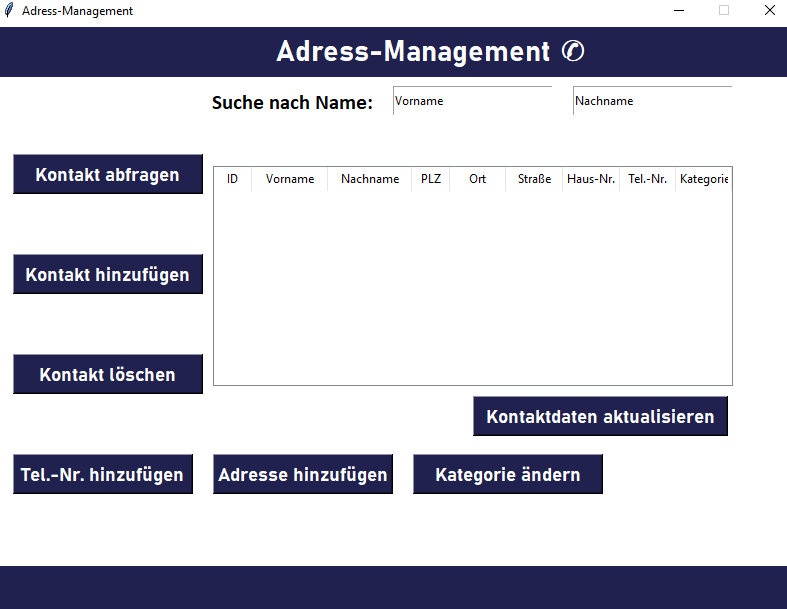 Adress-Management
Adress-Management ✆
Suche nach Name: Vorname Nachname
Kontakt abfragen
ID Vorname Nachname PLZ Ort Straße Haus-Nr. Tel.-Nr. Kategorie
Kontakt hinzufügen
Kontakt löschen
Kontaktdaten aktualisieren
Tel.-Nr. hinzufügen Adresse hinzufügen Kategorie ändern